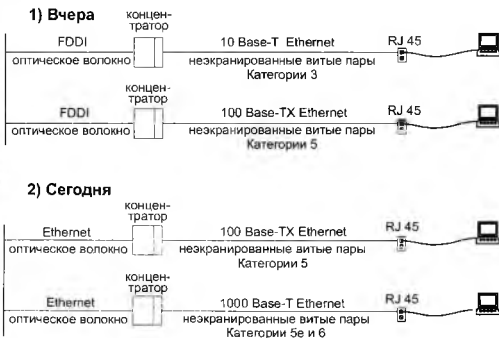 1) Вчера
концен-
тратор
FDDI
10 Base-T Ethernet
RJ 45
оптическое волокно
неэкранированные витые пары
Категории 3
концен-
тратор
FDDI
100 Base-TX Ethernet
RJ 45
оптическое волокно
неэкранированные витые пары
Категории 5
2) Сегодня
концен-
тратор
Ethernet
100 Base-TX Ethernet
RJ 45
оптическое волокно
неэкранированные витые пары
Категории 5
концен-
тратор
Ethernet
1000 Base-T Ethernet
RJ 45
оптическое волокно
неэкранированные витые пары
Категории 5е и 6